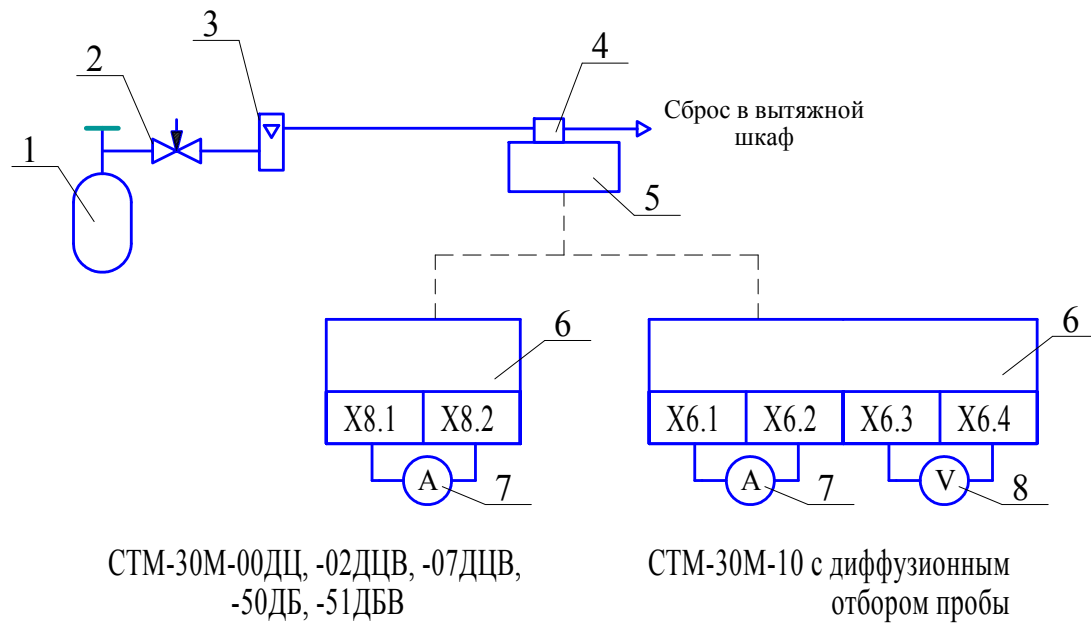 3
2
4
Сброс в вытяжной
шкаф
1
5
6
6
X8.1 X8.2
X6.1 X6.2 X6.3 X6.4
A 7
A 7 V 8
СТМ-30М-00ДЦ, -02ДЦВ, -07ДЦВ,
-50ДБ, -51ДБВ
СТМ-30М-10 с диффузионным
отбором пробы